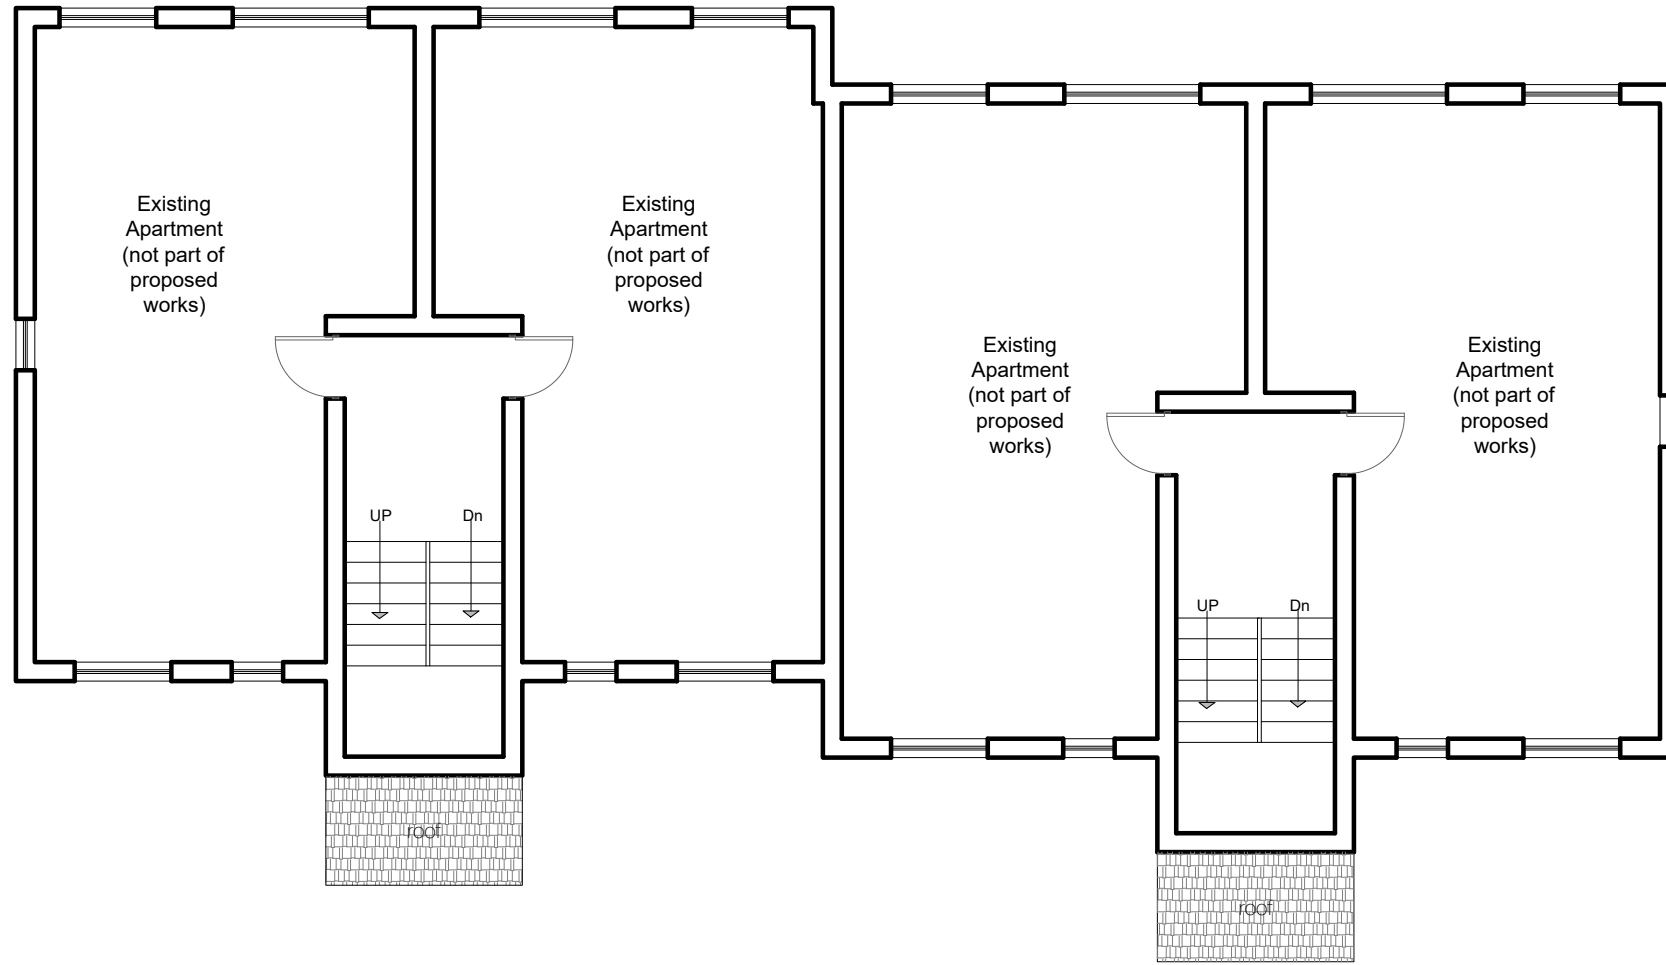 Existing
Apartment
(not part of
proposed
works)
Existing
Apartment
(not part of
proposed
works)
Existing
Apartment
(not part of
proposed
works)
Existing
Apartment
(not part of
proposed
works)
UP
Dn
UP
Dn
roof
roof